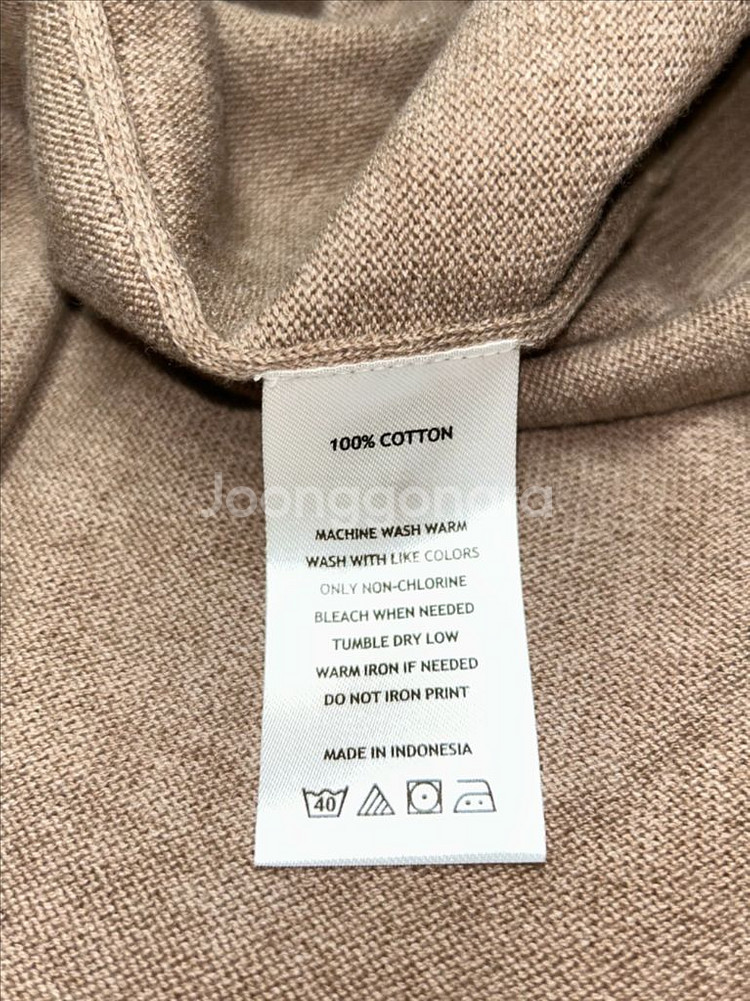 100% COTTON
Joonggonara
MACHINE WASH WARM
WASH WITH LIKE COLORS
ONLY NON-CHLORINE
BLEACH WHEN NEEDED
TUMBLE DRY LOW
WARM IRON IF NEEDED
DO NOT IRON PRINT
MADE IN INDONESIA
40